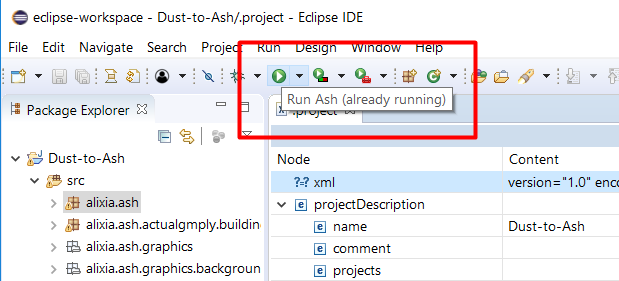 eclipse-workspace - Dust-to-Ash/.project - Eclipse IDE
File Edit Navigate Search Project Run Design Window Help
Run Ash (already running)
Package Explorer
.project
Dust-to-Ash
src
alixia.ash
alixia.ash.actualgmply.buildin
alixia.ash.graphics
alixia.ash.graphics.backgroun
Node Content
?=? xml version="1.0" enco
e projectDescription
e name Dust-to-Ash
e comment
e projects